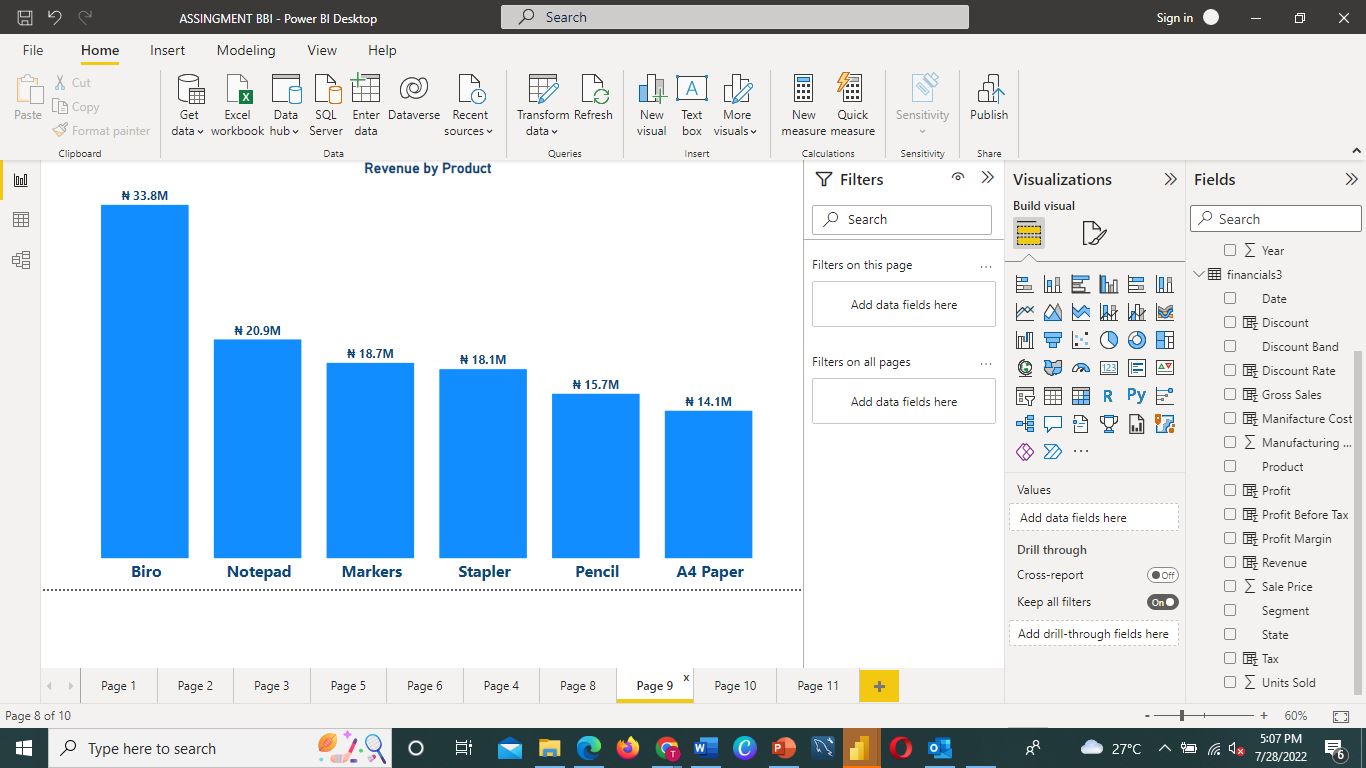 ASSINGMENT BBI - Power BI Desktop
Search
Sign in
File Home Insert Modeling View Help
Paste
Cut
Copy
Format painter
Clipboard
Get data
Excel workbook
Data hub
SQL Server
Enter data
Dataverse
Recent sources
Data
Transform data
Refresh
Queries
New visual
Text box
More visuals
Insert
New measure
Quick measure
Calculations
Sensitivity
Sensitivity
Publish
Share
Revenue by Product
₦ 33.8M
₦ 20.9M
₦ 18.7M
₦ 18.1M
₦ 15.7M
₦ 14.1M
Biro Notepad Markers Stapler Pencil A4 Paper
Filters
Search
Filters on this page ...
Add data fields here
Filters on all pages ...
Add data fields here
Visualizations
Build visual
123
R
Py
...
Values
Add data fields here
Drill through
Cross-report Off
Keep all filters On
Add drill-through fields here
Fields
Search
Year
financials3
Date
Discount
Discount Band
Discount Rate
Gross Sales
Manifacture Cost
Manufacturing ...
Product
Profit
Profit Before Tax
Profit Margin
Revenue
Sale Price
Segment
State
Tax
Units Sold
Page 1 Page 2 Page 3 Page 5 Page 6 Page 4 Page 8 Page 9 x Page 10 Page 11 +
Page 8 of 10
- + 60%
Type here to search
27°C
5:07 PM
7/28/2022
6